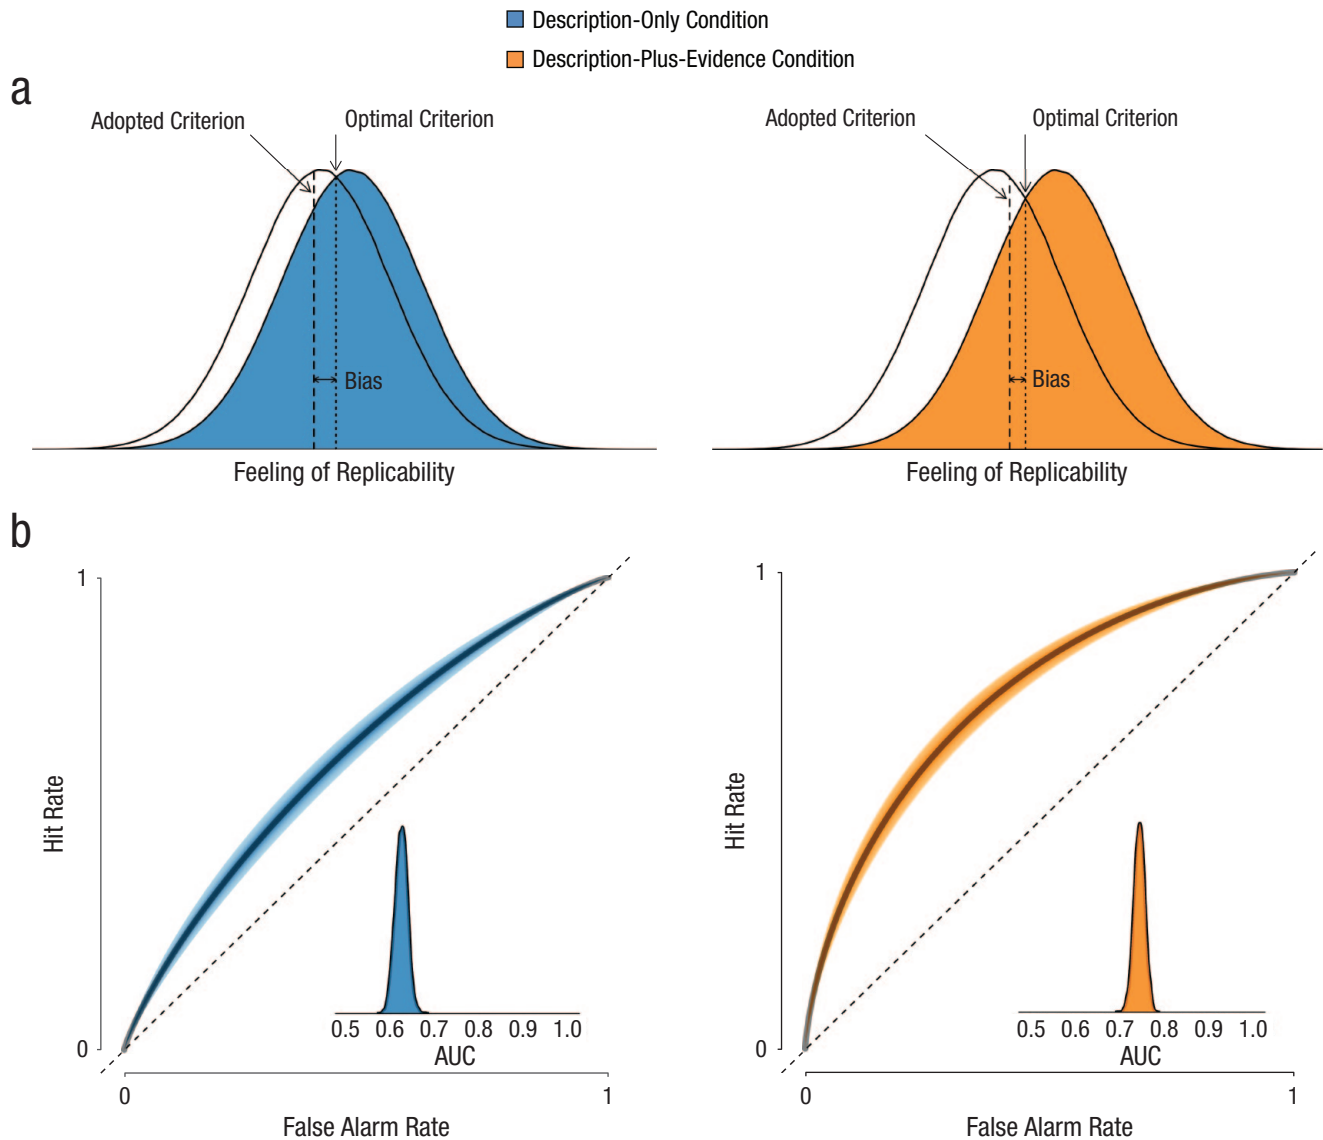 Description-Only Condition
Description-Plus-Evidence Condition
a
Adopted Criterion
Optimal Criterion
Bias
Feeling of Replicability
Adopted Criterion
Optimal Criterion
Bias
Feeling of Replicability
b
1
Hit Rate
0
0.5 0.6 0.7 0.8 0.9 1.0
AUC
0 1
False Alarm Rate
1
Hit Rate
0
0.5 0.6 0.7 0.8 0.9 1.0
AUC
0 1
False Alarm Rate